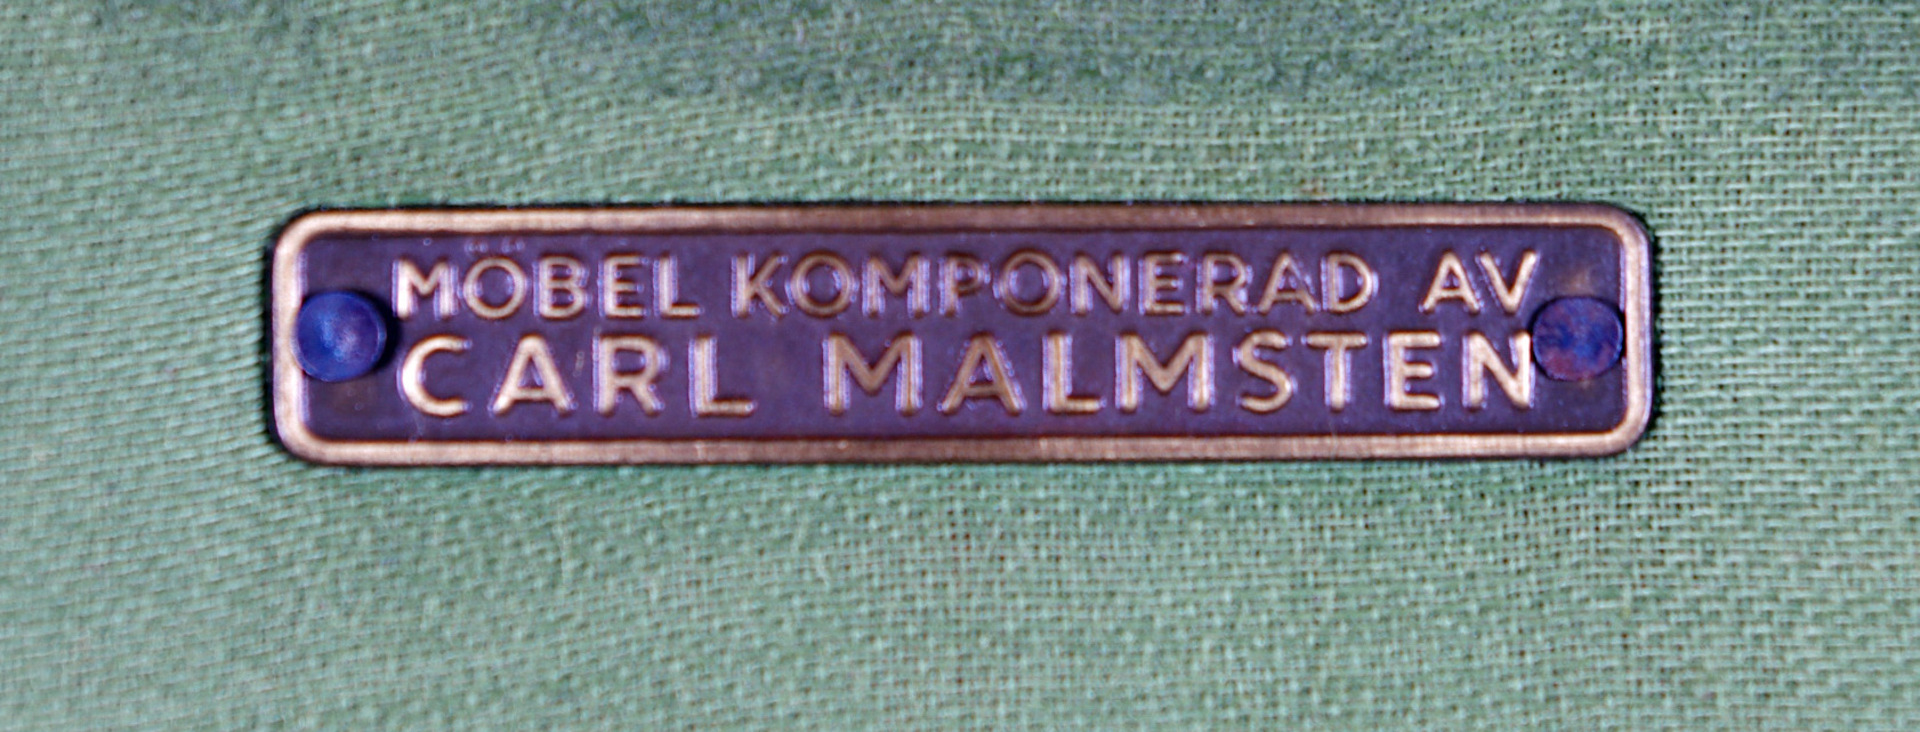 MÖBEL KOMPONERAD AV
CARL MALMSTEN